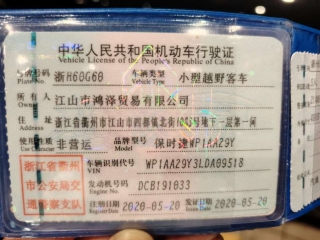 中华人民共和国机动车行驶证
Vehicle License of the People's Republic of China
号牌号码 浙H60G60 车辆类型 小型越野客车
Plate No. Vehicle Type
所有人 江山市鸿泽贸易有限公司
Owner
住址 浙江省衢州市江山市四都镇北街1083号地下一层第一间
Address
使用性质 非营运 品牌型号 保时捷WP1AA29Y
Use Character Model
浙江省衢州市公安局交通警察支队
车辆识别代号 WP1AA29Y3LDA09518
VIN
发动机号码 DCB191033
Engine No.
注册日期 2020-05-20 发证日期 2020-05-20
Register Date Issue Date